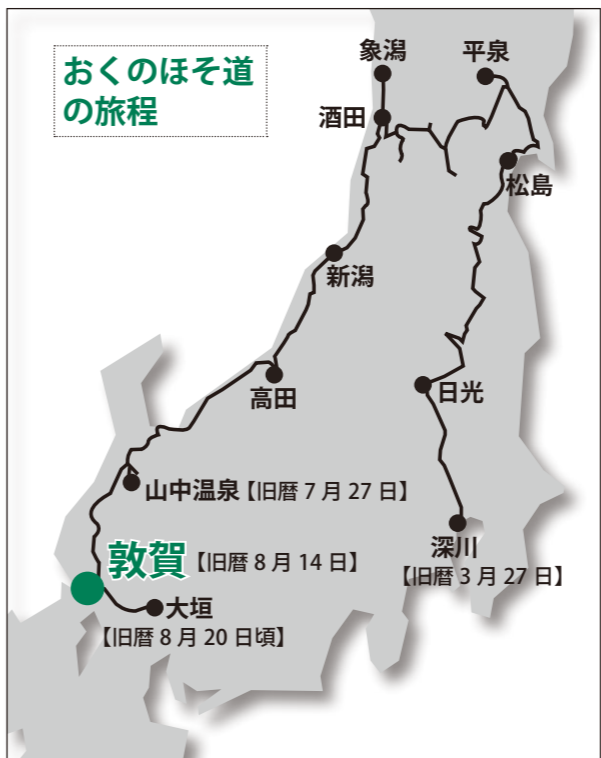 おくのほそ道
の旅程
象潟
平泉
酒田
松島
新潟
高田
日光
山中温泉【旧暦 7 月 27 日】
深川
【旧暦 3 月 27 日】
敦賀【旧暦 8 月 14 日】
大垣
【旧暦 8 月 20 日頃】